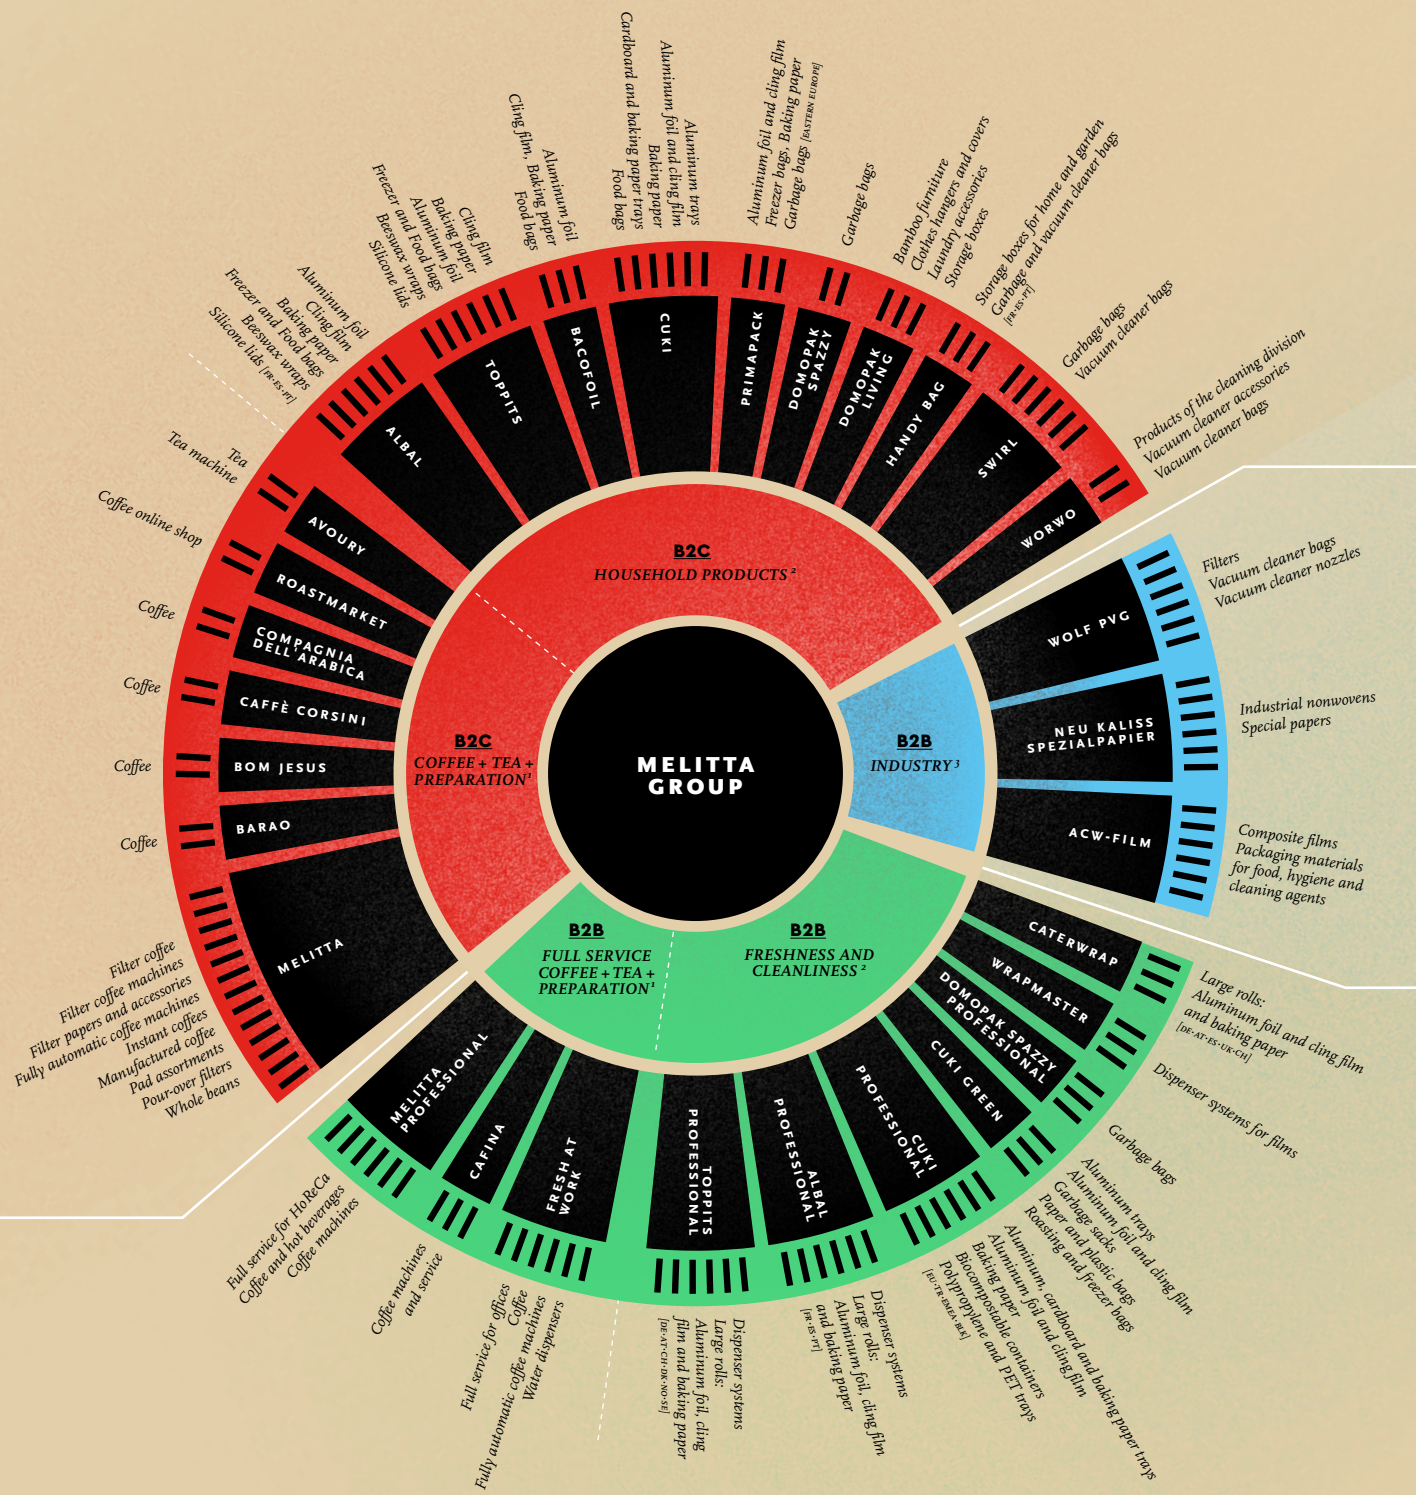 MELITTA
GROUP
B2C
HOUSEHOLD PRODUCTS ²
B2C
COFFEE + TEA +
PREPARATION¹
B2B
INDUSTRY ³
B2B
FULL SERVICE
COFFEE + TEA +
PREPARATION¹
B2B
FRESHNESS AND
CLEANLINESS ²
MELITTA
Filter coffee
Filter coffee machines
Filter papers and accessories
Fully automatic coffee machines
Instant coffees
Manufactured coffee
Pad assortments
Pour-over filters
Whole beans
BARAO
Coffee
BOM JESUS
Coffee
CAFFÈ CORSINI
Coffee
COMPAGNIA
DELL'ARABICA
Coffee
ROASTMARKET
Coffee online shop
AVOURY
Tea
Tea machine
ALBAL
Aluminum foil
Cling film
Baking paper
Freezer and Food bags
Beeswax wraps
Silicone lids [FR·ES·PT]
TOPPITS
Cling film
Baking paper
Aluminum foil
Freezer and Food bags
Beeswax wraps
Silicone lids
BACOFOIL
Aluminum foil
Cling film, Baking paper
Food bags
CUKI
Aluminum trays
Aluminum foil and cling film
Baking paper
Cardboard and baking paper trays
Food bags
PRIMAPACK
Aluminum foil and cling film
Freezer bags, Baking paper
Garbage bags [EASTERN EUROPE]
DOMOPAK
SPAZZY
Garbage bags
DOMOPAK
LIVING
Bamboo furniture
Clothes hangers and covers
Laundry accessories
Storage boxes
HANDY BAG
Storage boxes for home and garden
Garbage and vacuum cleaner bags
[FR·ES·PT]
SWIRL
Garbage bags
Vacuum cleaner bags
WORWO
Products of the cleaning division
Vacuum cleaner accessories
Vacuum cleaner bags
WOLF PVG
Filters
Vacuum cleaner bags
Vacuum cleaner nozzles
NEU KALISS
SPEZIALPAPIER
Industrial nonwovens
Special papers
ACW-FILM
Composite films
Packaging materials
for food, hygiene and
cleaning agents
CATERWRAP
Large rolls:
Aluminum foil and cling film
and baking paper
[DE·AT·ES·UK·CH]
WRAPMASTER
Dispenser systems for films
DOMOPAK SPAZZY
PROFESSIONAL
Garbage bags
CUKI GREEN
Aluminum trays
Aluminum foil and cling film
Garbage sacks
Paper and plastic bags
Roasting and freezer bags
CUKI
PROFESSIONAL
Aluminum, cardboard and baking paper trays
Aluminum foil and cling film
Baking paper
Biocompostable containers
Polypropylene and PET trays
[EU·TR·EMEA·BLK]
ALBAL
PROFESSIONAL
Dispenser systems
Large rolls:
Aluminum foil, cling film
and baking paper
[FR·ES·PT]
TOPPITS
PROFESSIONAL
Dispenser systems
Large rolls:
Aluminum foil, cling
film and baking paper
[DE·AT·CH·DK·NO·SE]
FRESH AT
WORK
Full service for offices
Coffee
Fully automatic coffee machines
Water dispensers
CAFINA
Coffee machines
and service
MELITTA
PROFESSIONAL
Full service for HoReCa
Coffee and hot beverages
Coffee machines